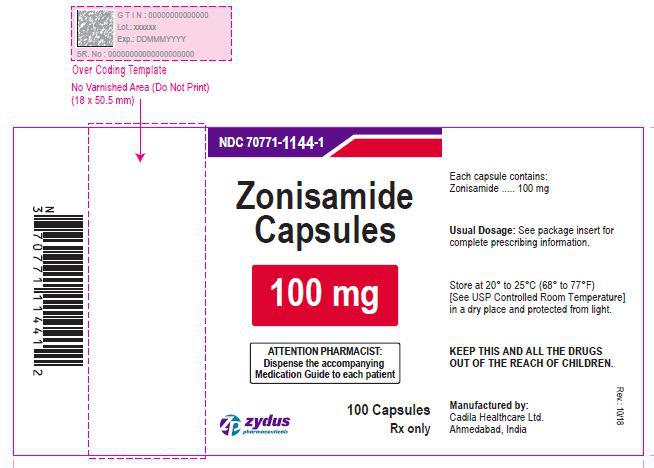 GTIN: 00000000000000
Lot.: xxxxxx
Exp.: DDMMMYYYY
SR. No : 00000000000000000000
Over Coding Template
No Varnished Area (Do Not Print)
(18 x 50.5 mm)
N
3 70771 11441 2
NDC 70771-1144-1
Zonisamide
Capsules
100 mg
ATTENTION PHARMACIST:
Dispense the accompanying
Medication Guide to each patient
zydus
pharmaceuticals
100 Capsules
Rx only
Each capsule contains:
Zonisamide ..... 100 mg
Usual Dosage: See package insert for
complete prescribing information.
Store at 20° to 25°C (68° to 77°F)
[See USP Controlled Room Temperature]
in a dry place and protected from light.
KEEP THIS AND ALL THE DRUGS
OUT OF THE REACH OF CHILDREN.
Manufactured by:
Cadila Healthcare Ltd.
Ahmedabad, India
Rev.: 10/18